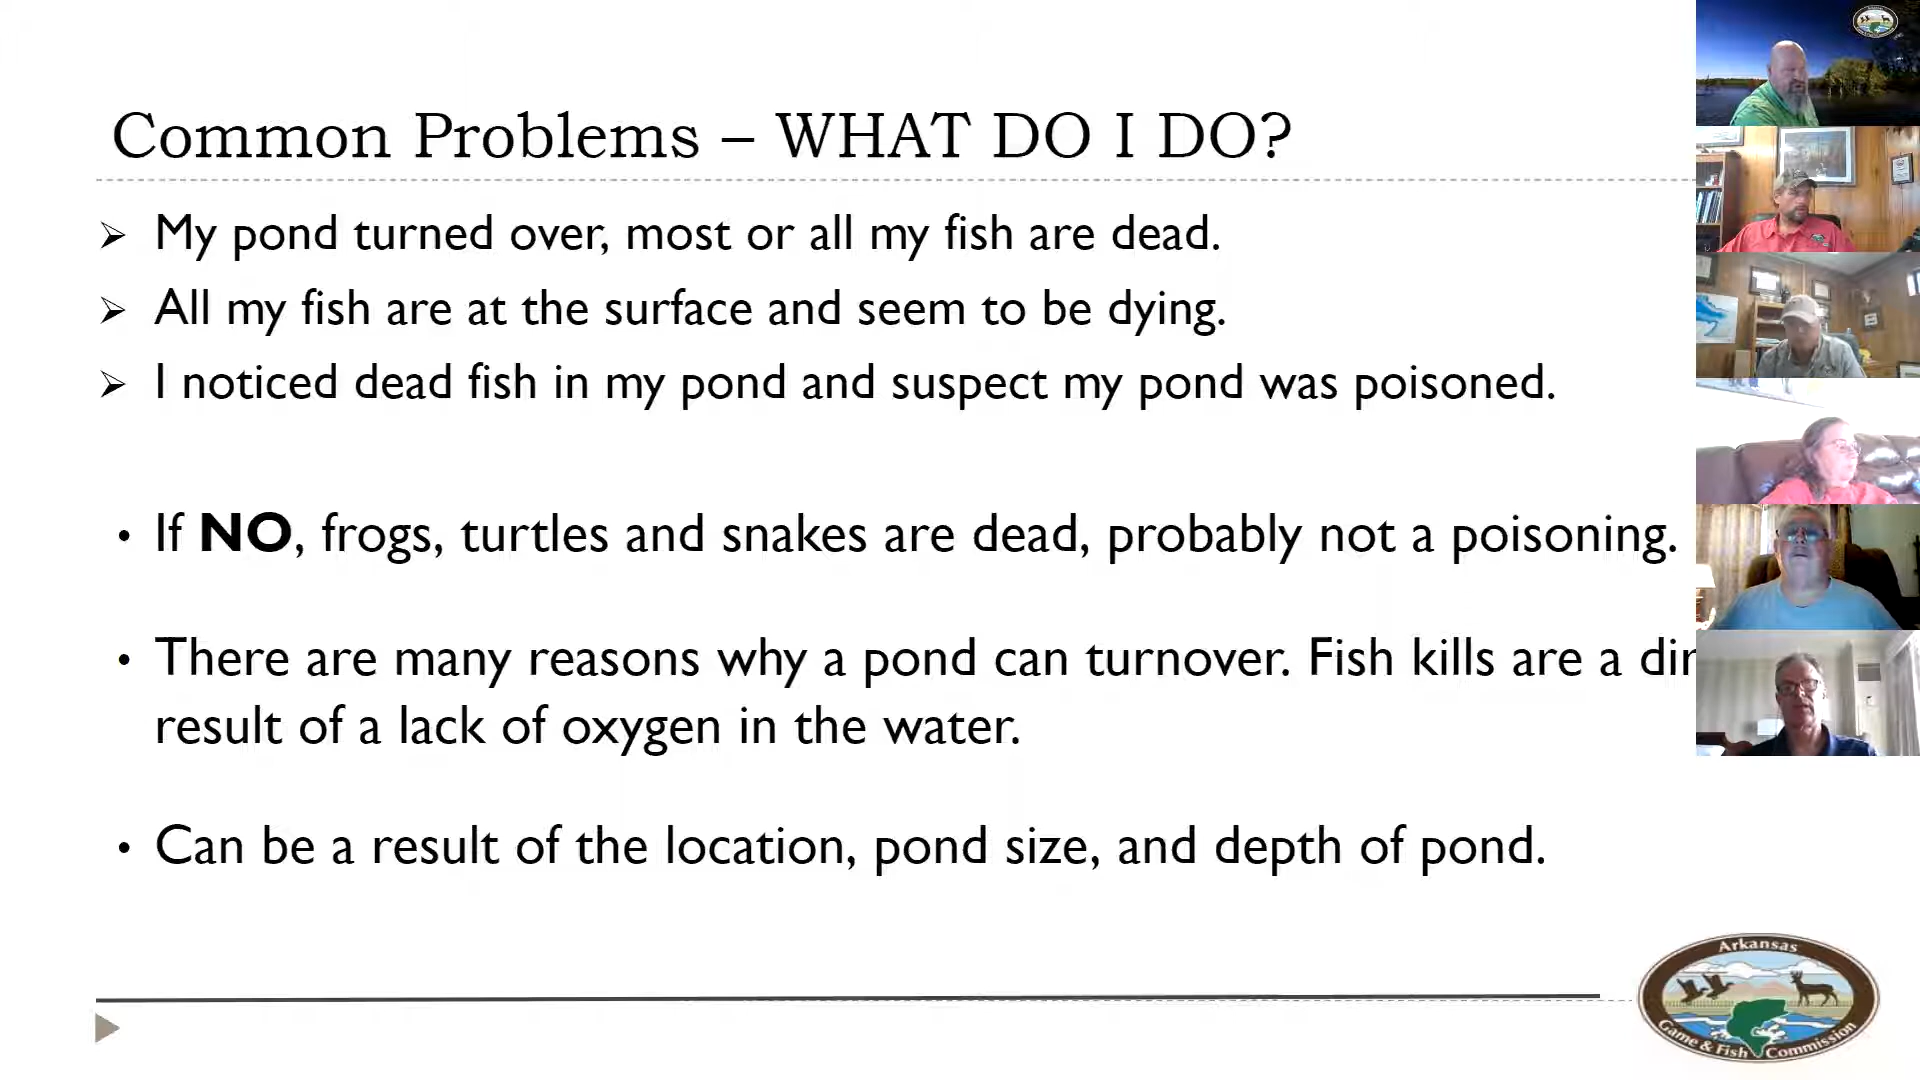 Common Problems – WHAT DO I DO?
My pond turned over, most or all my fish are dead.
All my fish are at the surface and seem to be dying.
I noticed dead fish in my pond and suspect my pond was poisoned.
If NO, frogs, turtles and snakes are dead, probably not a poisoning.
There are many reasons why a pond can turnover. Fish kills are a
result of a lack of oxygen in the water.
Can be a result of the location, pond size, and depth of pond.
Arkansas
Game & Fish Commission